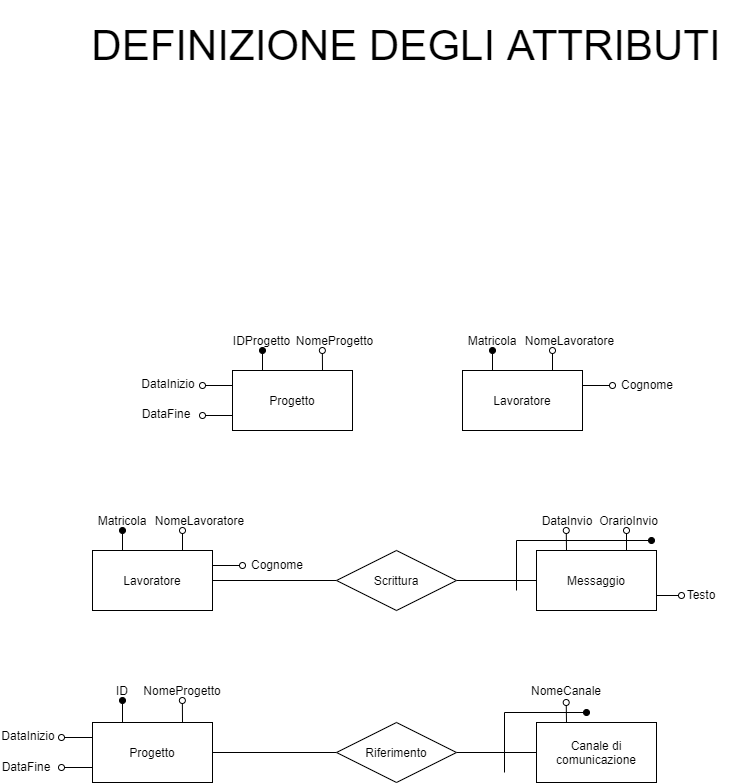 DEFINIZIONE DEGLI ATTRIBUTI
IDProgetto NomeProgetto
Matricola NomeLavoratore
DataInizio
DataFine
Progetto
Lavoratore
Cognome
Matricola NomeLavoratore
Cognome
Lavoratore
Scrittura
DataInvio OrarioInvio
Messaggio
Testo
ID NomeProgetto
DataInizio
DataFine
Progetto
Riferimento
NomeCanale
Canale di
comunicazione